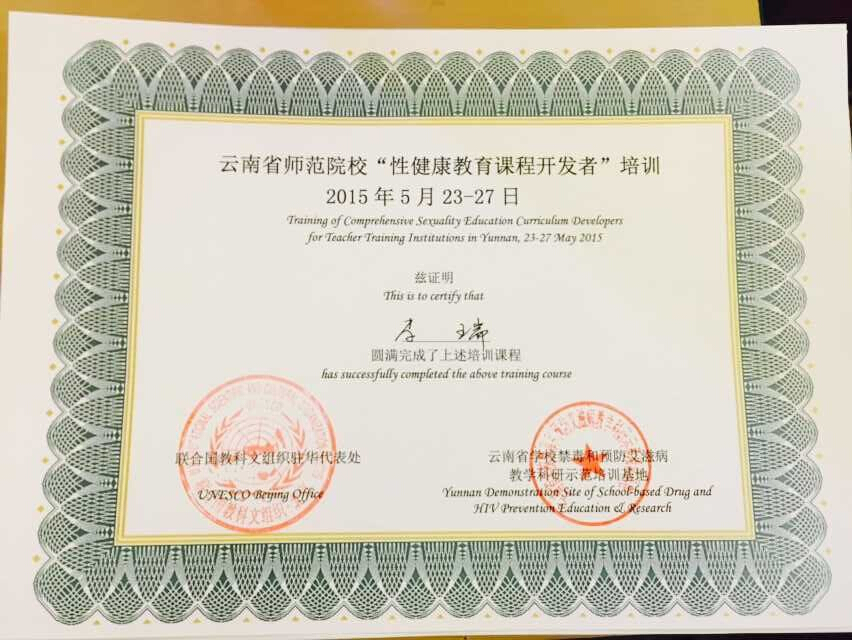 云南省师范院校“性健康教育课程开发者”培训
2015年5月23-27日
Training of Comprehensive Sexuality Education Curriculum Developers
for Teacher Training Institutions in Yunnan, 23-27 May 2015
兹证明
This is to certify that
李 瑞
圆满完成了上述培训课程
has successfully completed the above training course
联合国教科文组织驻华代表处
UNESCO Beijing Office
云南省学校禁毒和预防艾滋病
教学科研示范培训基地
Yunnan Demonstration Site of School-based Drug and
HIV Prevention Education & Research